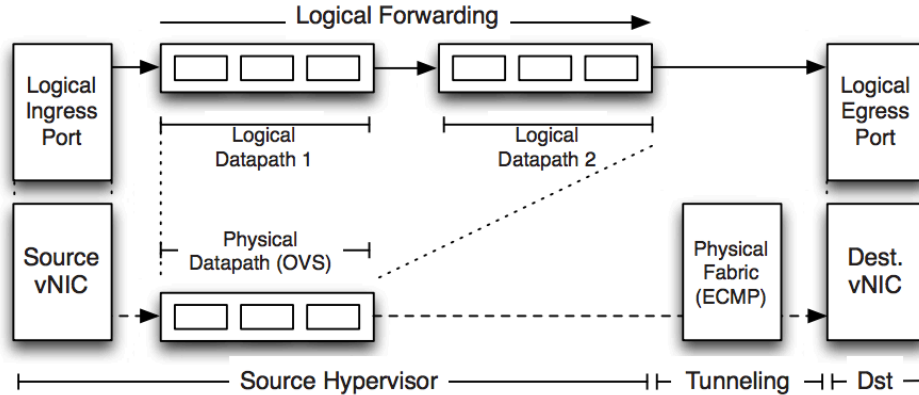 Logical Forwarding
Logical
Ingress
Port
Logical
Datapath 1
Logical
Datapath 2
Logical
Egress
Port
Source
vNIC
Physical
Datapath (OVS)
Physical
Fabric
(ECMP)
Dest.
vNIC
Source Hypervisor
Tunneling
Dst